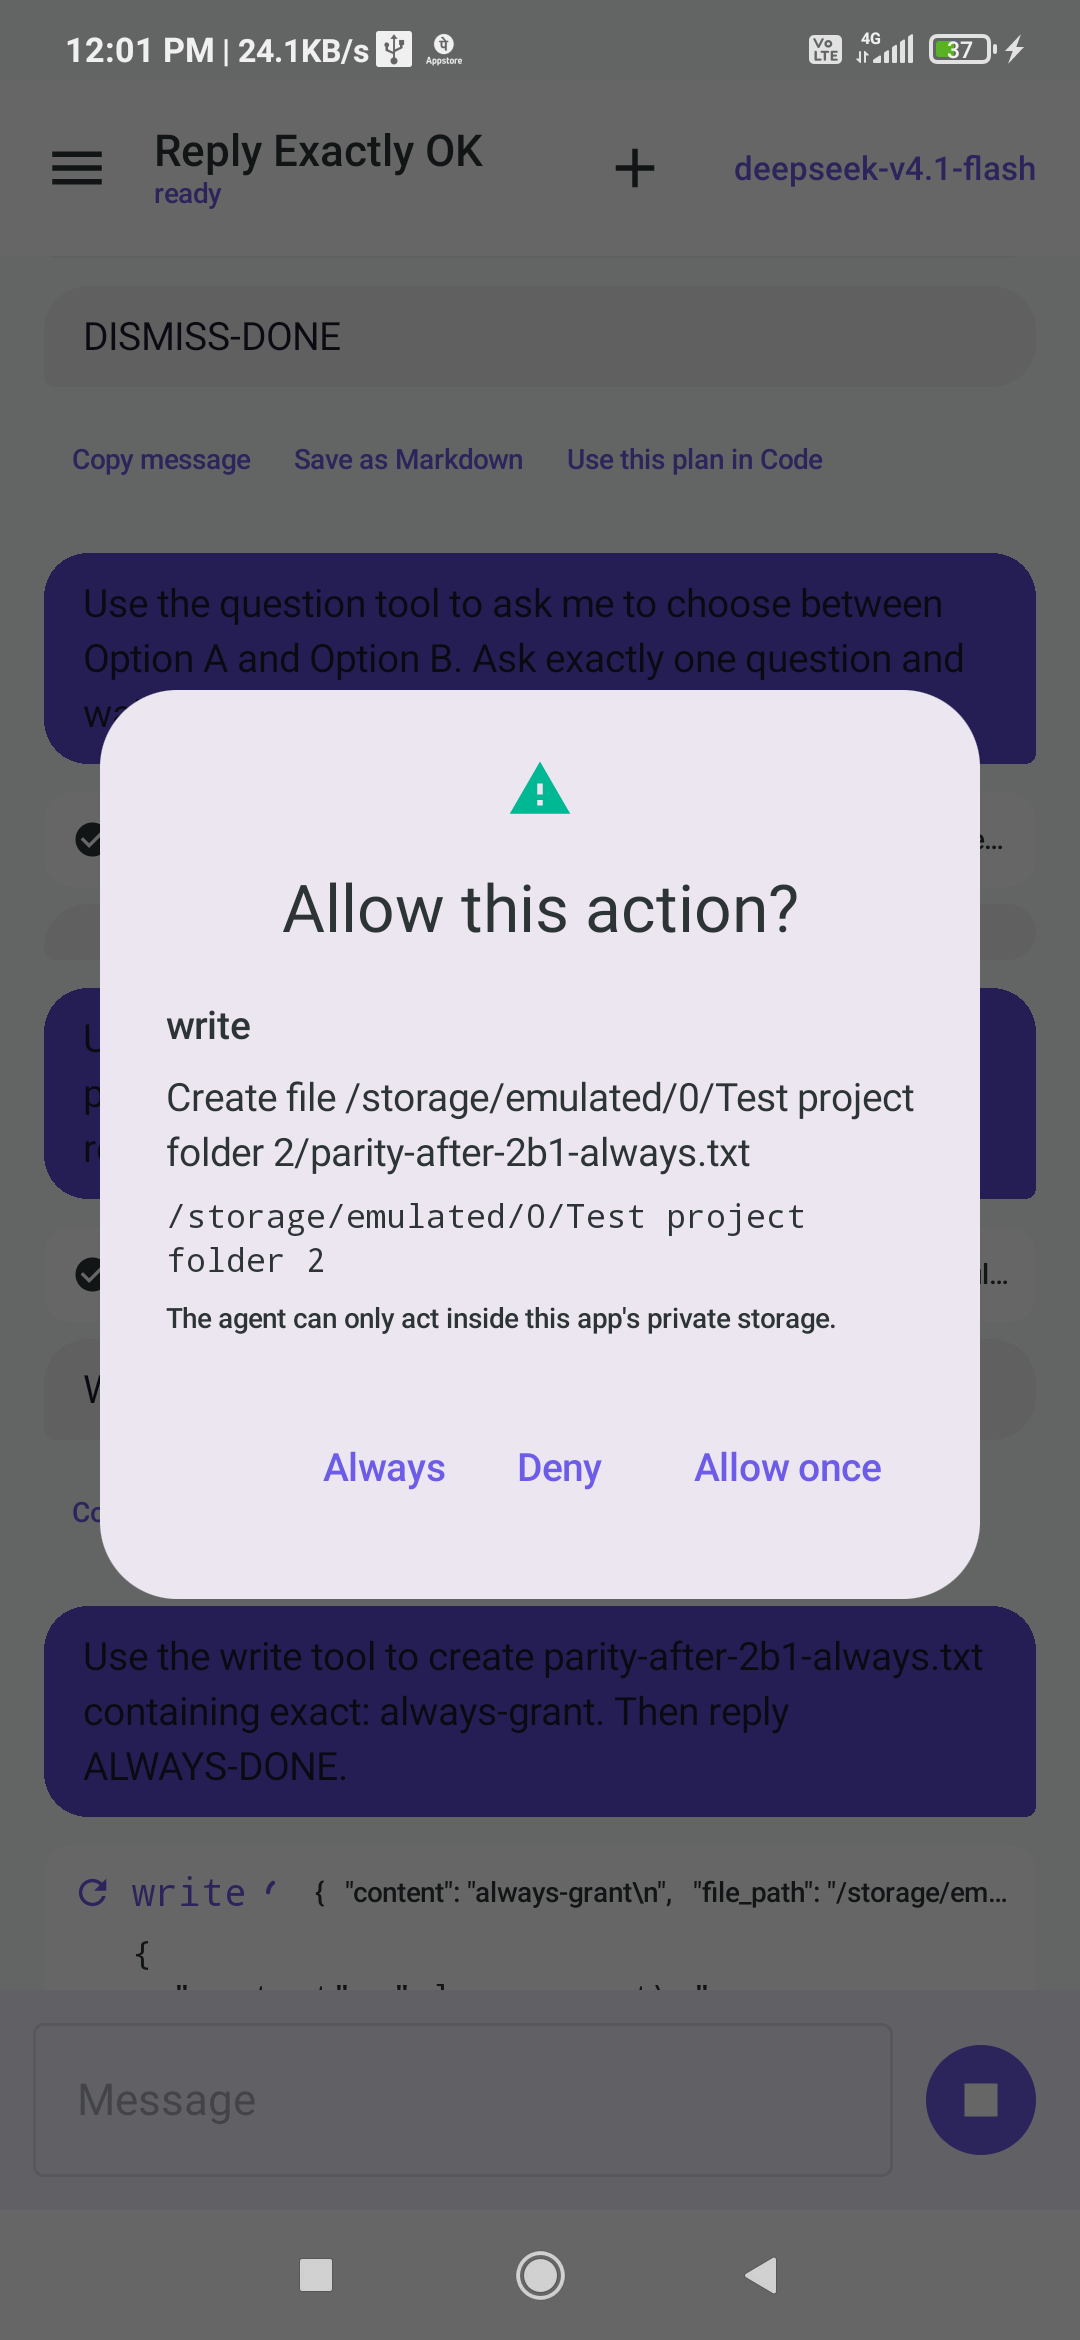 12:01 PM | 24.1KB/s
पे
Appstore
Vo
LTE
4G
37
Reply Exactly OK
ready
deepseek-v4.1-flash
DISMISS-DONE
Copy message
Save as Markdown
Use this plan in Code
Use the question tool to ask me to choose between
Option A and Option B. Ask exactly one question and
Allow this action?
write
Create file /storage/emulated/0/Test project
folder 2/parity-after-2b1-always.txt
/storage/emulated/0/Test project
folder 2
The agent can only act inside this app's private storage.
Always
Deny
Allow once
Use the write tool to create parity-after-2b1-always.txt
containing exact: always-grant. Then reply
ALWAYS-DONE.
write
{ "content": "always-grant\n", "file_path": "/storage/em...
{
Message